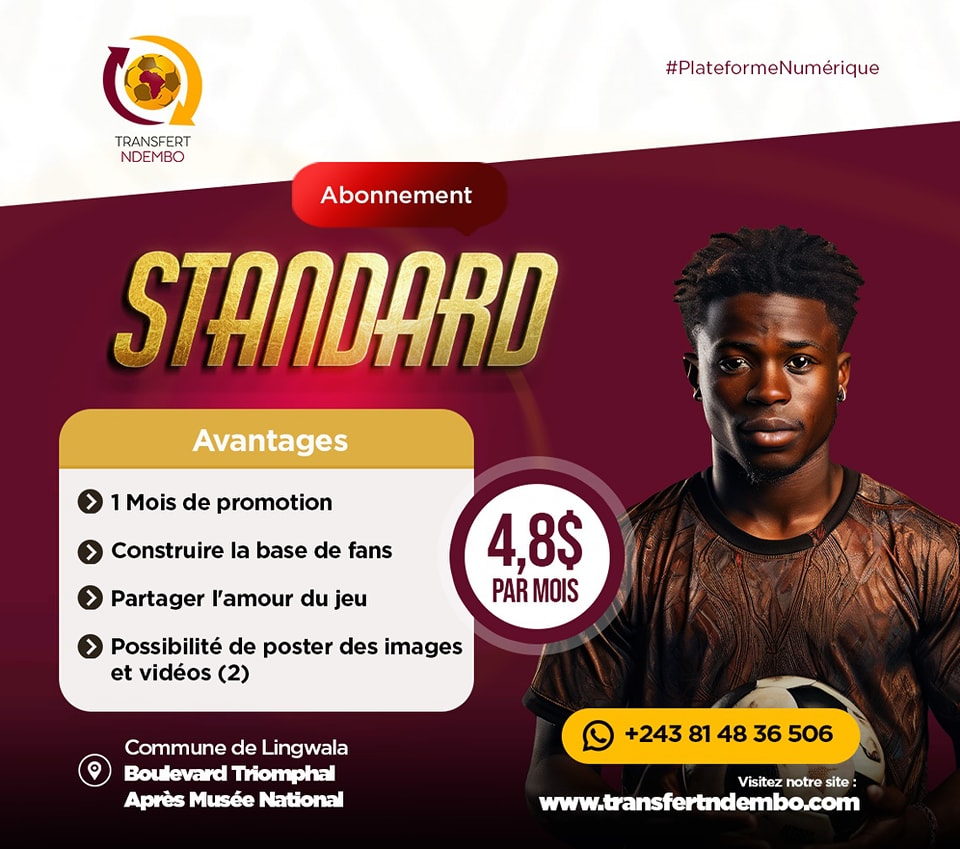 TRANSFERT
NDEMBO
#PlateformeNumérique
Abonnement
STANDARD
Avantages
1 Mois de promotion
Construire la base de fans
Partager l'amour du jeu
Possibilité de poster des images
et vidéos (2)
4,8$
PAR MOIS
+243 81 48 36 506
Commune de Lingwala
Boulevard Triomphal
Après Musée National
Visitez notre site :
www.transfertndembo.com